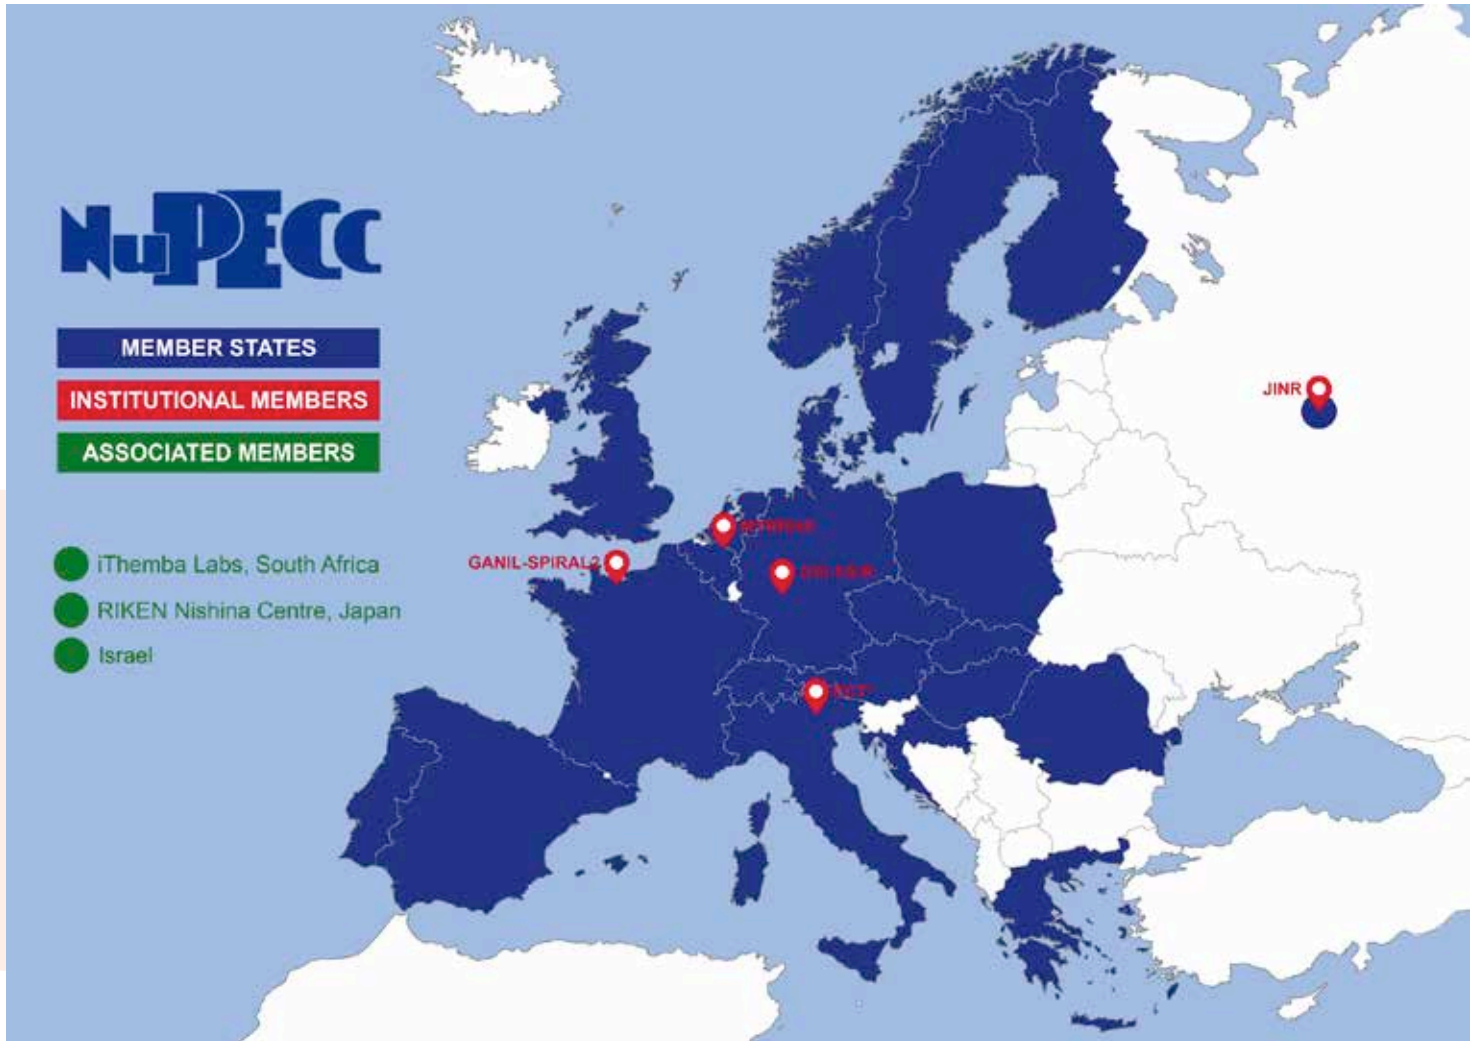 NuPECC
MEMBER STATES
INSTITUTIONAL MEMBERS
ASSOCIATED MEMBERS
iThemba Labs, South Africa
RIKEN Nishina Centre, Japan
Israel
JINR
GANIL-SPIRAL2